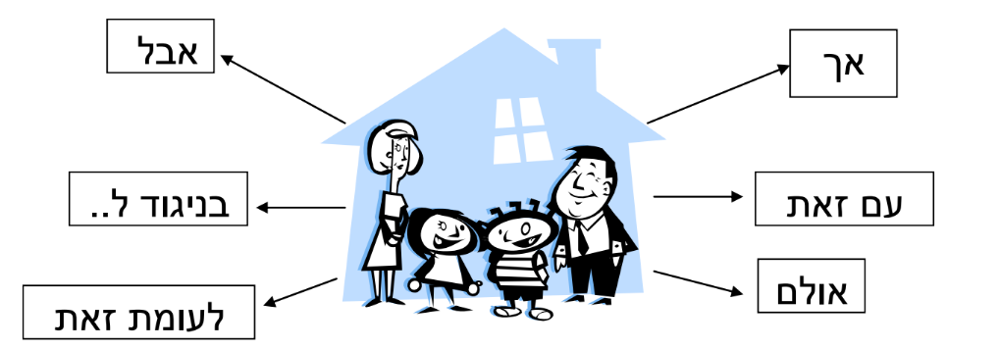 אך
אבל
עם זאת
בניגוד ל..
אולם
לעומת זאת